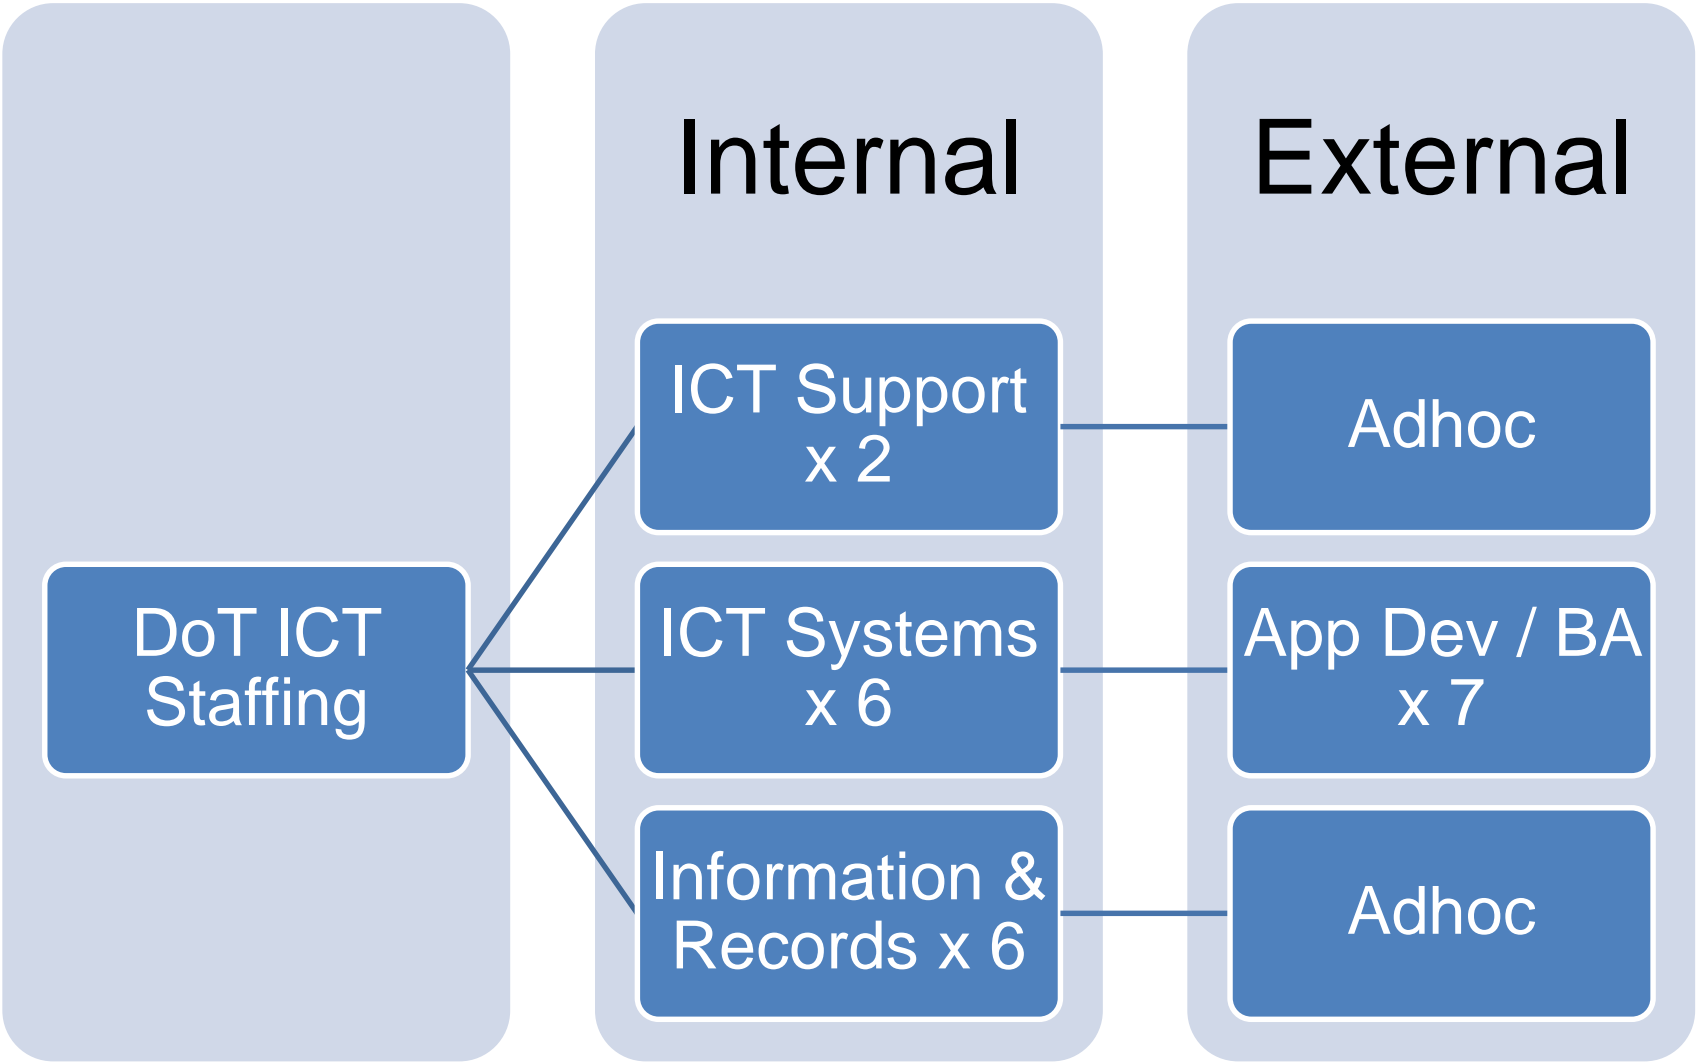 Internal
External
DoT ICT
Staffing
ICT Support
x 2
Adhoc
ICT Systems
x 6
App Dev / BA
x 7
Information &
Records x 6
Adhoc